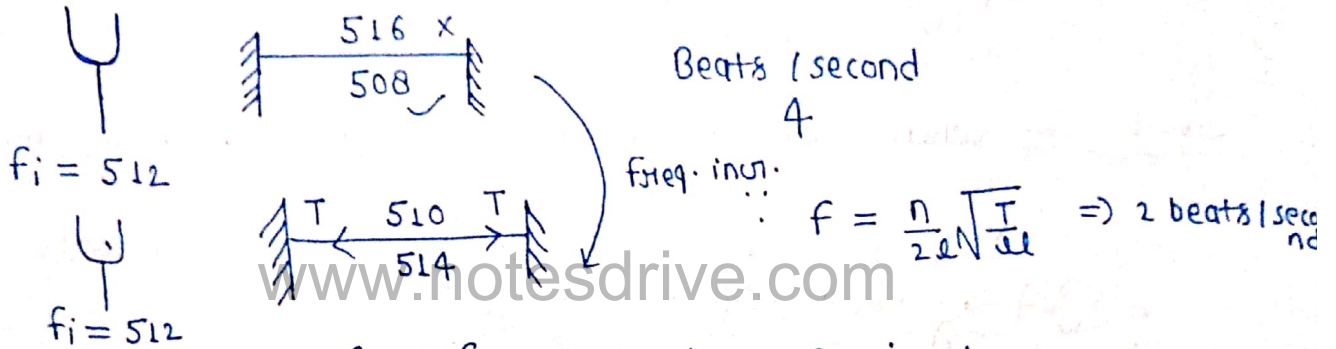 516 x
508 ✓
Beats / second
4
fi = 512
freq. incr.
∵ f = n/2l √T/μ => 2 beats/second
T 510 T
514
www.notesdrive.com
fi = 512